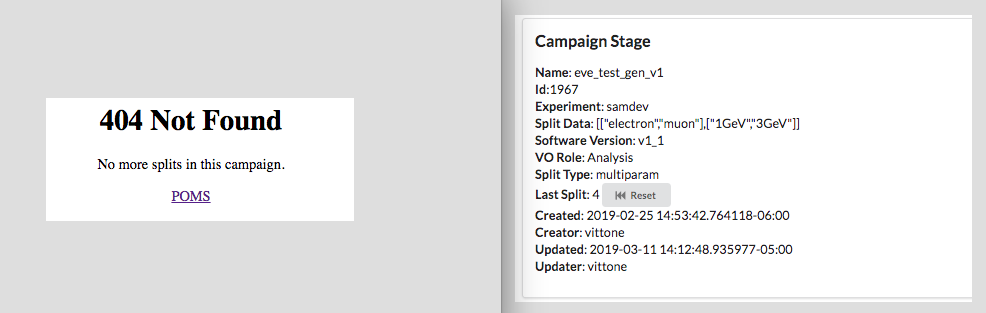 404 Not Found
No more splits in this campaign.
POMS
Campaign Stage
Name: eve_test_gen_v1
Id:1967
Experiment: samdev
Split Data: [["electron","muon"],["1GeV","3GeV"]]
Software Version: v1_1
VO Role: Analysis
Split Type: multiparam
Last Split: 4 Reset
Created: 2019-02-25 14:53:42.764118-06:00
Creator: vittone
Updated: 2019-03-11 14:12:48.935977-05:00
Updater: vittone